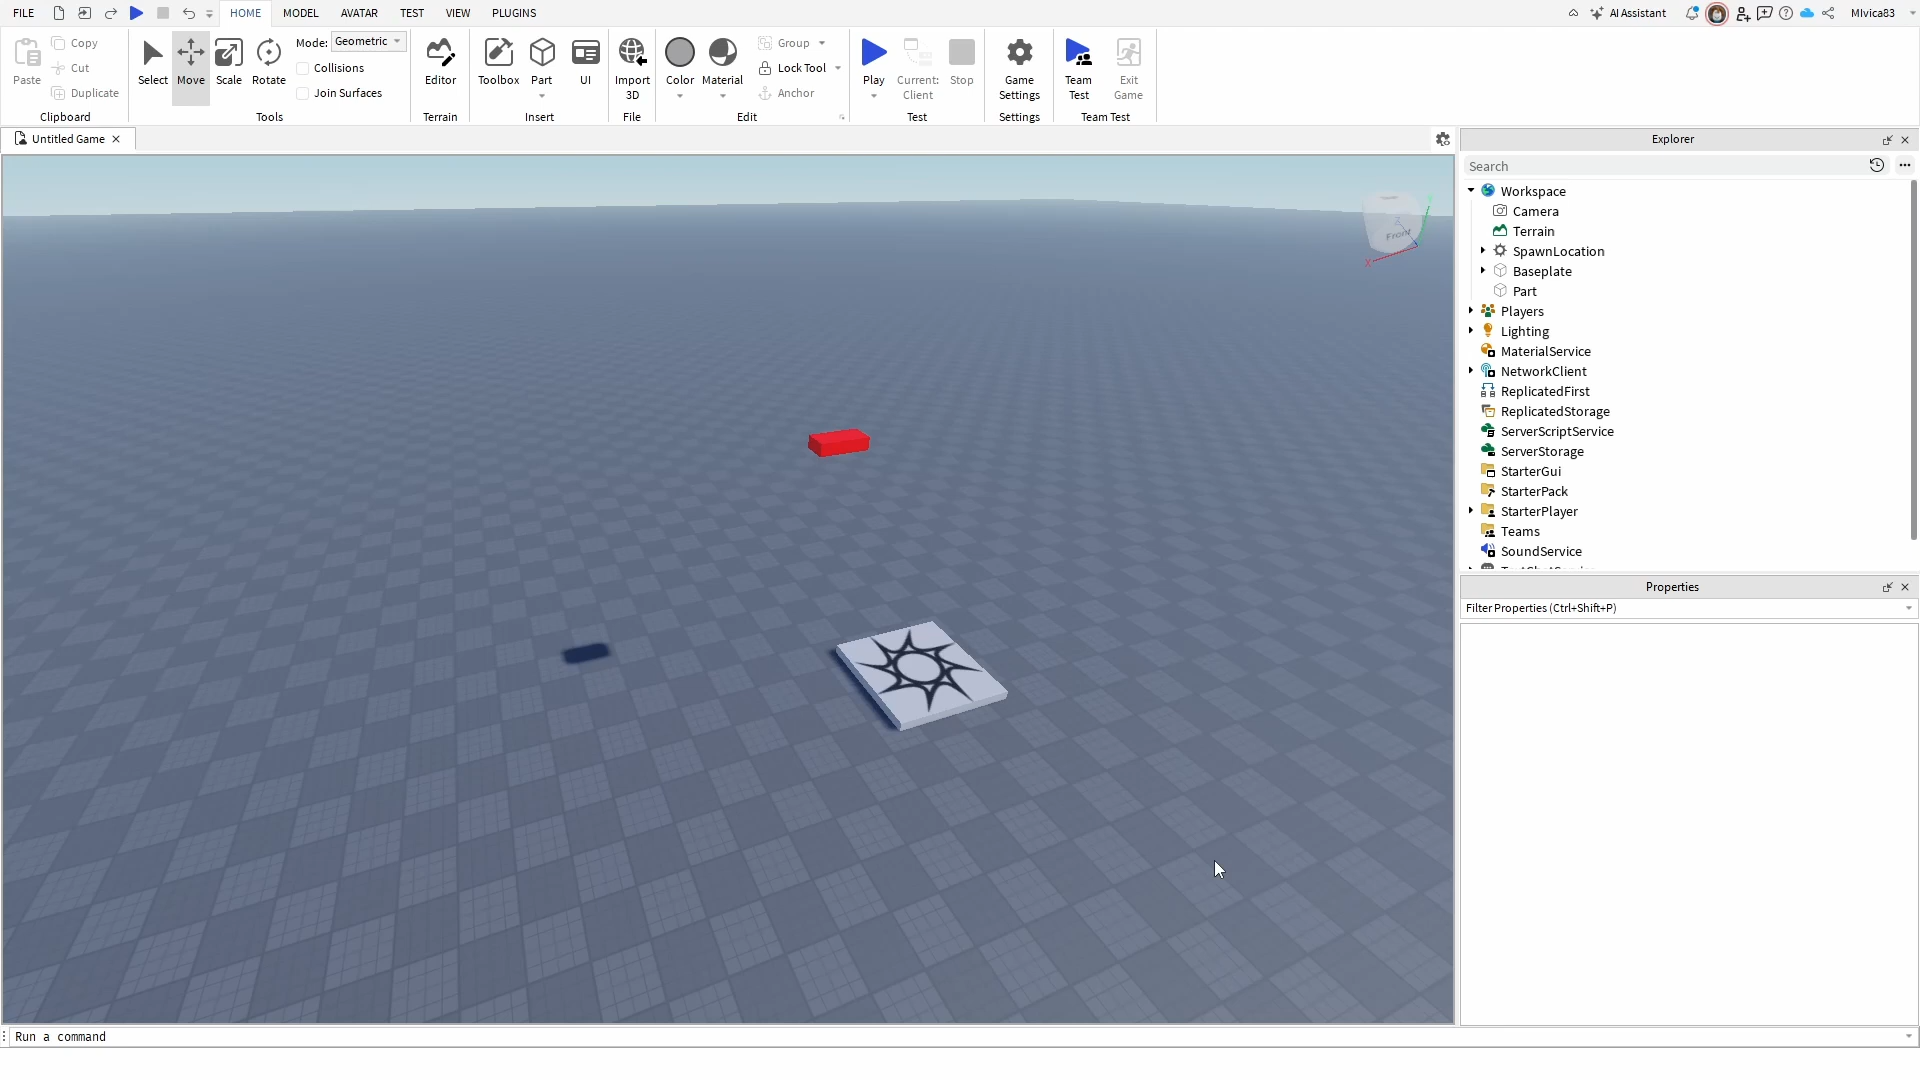 FILE HOME MODEL AVATAR TEST VIEW PLUGINS AI Assistant MIvica83
Paste Copy Cut Duplicate Clipboard
Select Move Scale Rotate Mode: Geometric Collisions Join Surfaces Tools
Editor Terrain
Toolbox Part UI Insert
Import 3D File
Color Material Group Lock Tool Anchor Edit
Play Current: Client Stop Test
Game Settings Settings
Team Test Exit Game Team Test
Untitled Game
Front
X
Z
Explorer
Search
Workspace
Camera
Terrain
SpawnLocation
Baseplate
Part
Players
Lighting
MaterialService
NetworkClient
ReplicatedFirst
ReplicatedStorage
ServerScriptService
ServerStorage
StarterGui
StarterPack
StarterPlayer
Teams
SoundService
Properties
Filter Properties (Ctrl+Shift+P)
Run a command